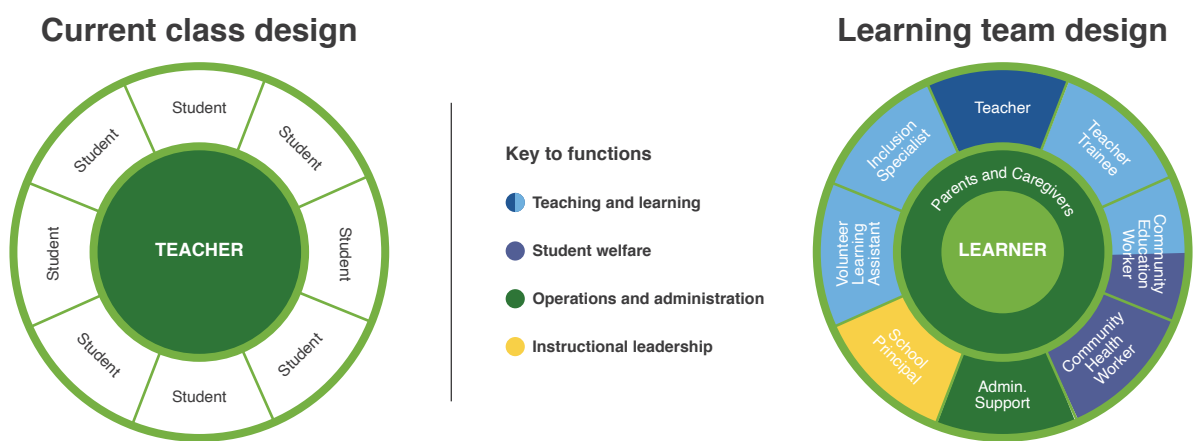 Current class design
Student
Student
Student
Student
Student
Student
Student
Student
TEACHER
Key to functions
Teaching and learning
Student welfare
Operations and administration
Instructional leadership
Learning team design
Teacher
Teacher
Trainee
Community
Education
Worker
Community
Health
Worker
Admin.
Support
School
Principal
Volunteer
Learning
Assistant
Inclusion
Specialist
Parents and Caregivers
LEARNER